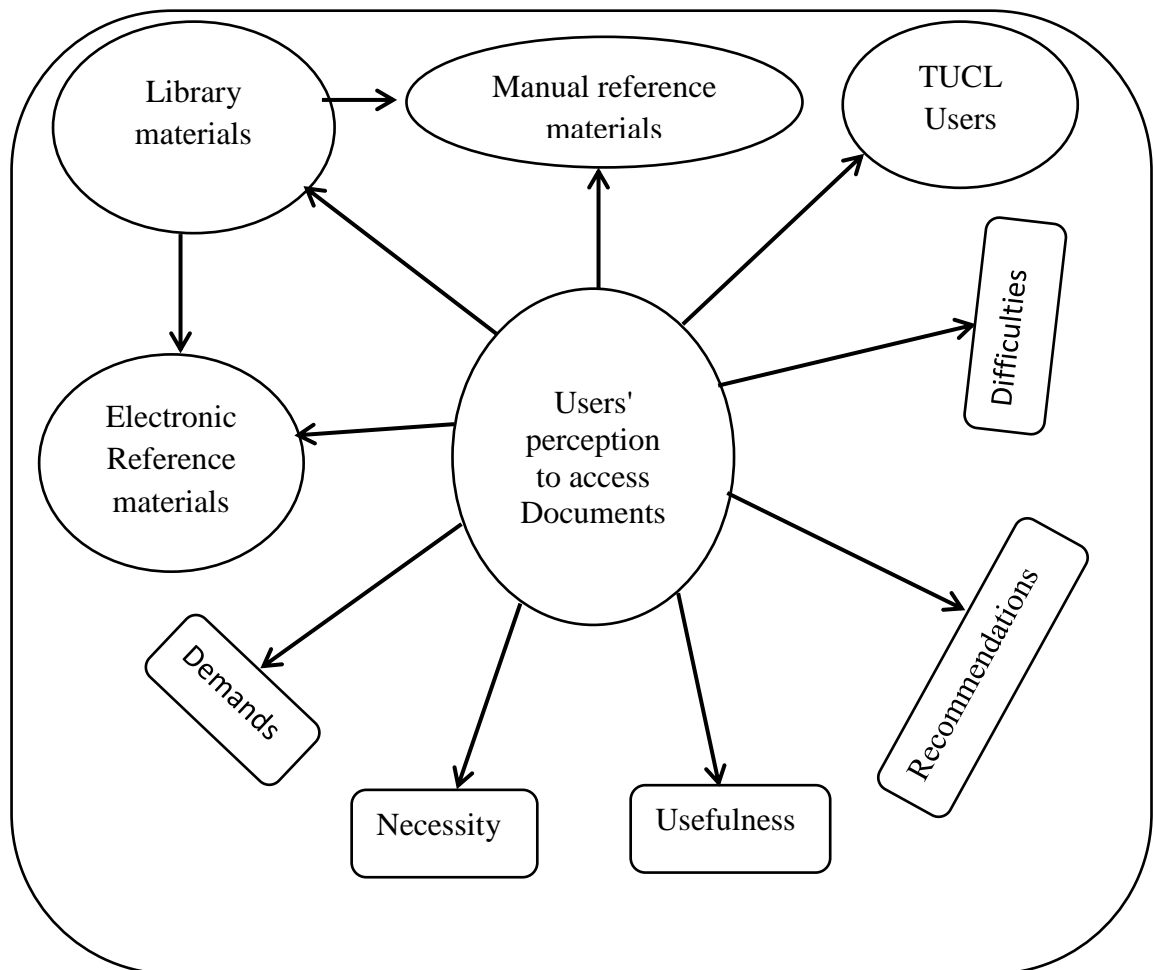 Library
materials
Manual reference
materials
TUCL
Users
Difficulties
Electronic
Reference
materials
Users'
perception
to access
Documents
Demands
Recommendations
Necessity
Usefulness